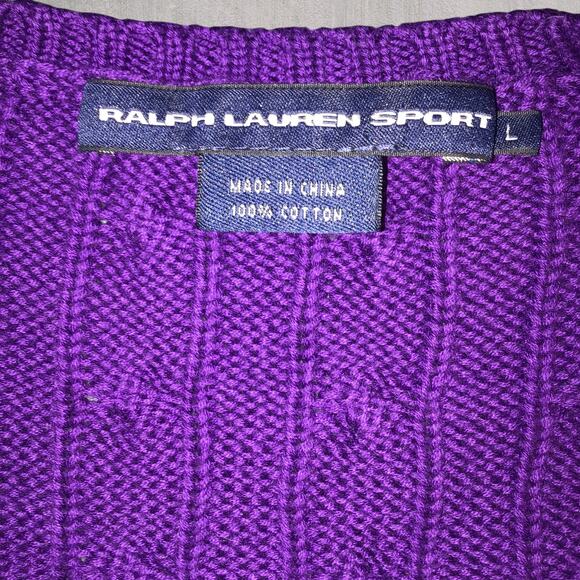 RALPH LAUREN SPORT L
MADE IN CHINA
100% COTTON